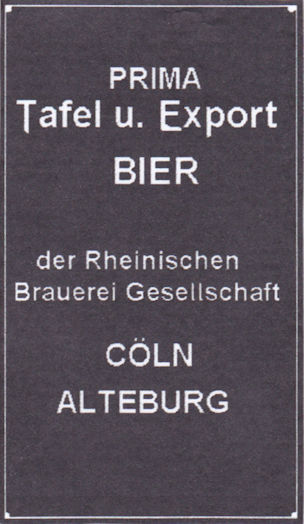 PRIMA
Tafel u. Export
BIER
der Rheinischen
Brauerei Gesellschaft
CÖLN
ALTEBURG